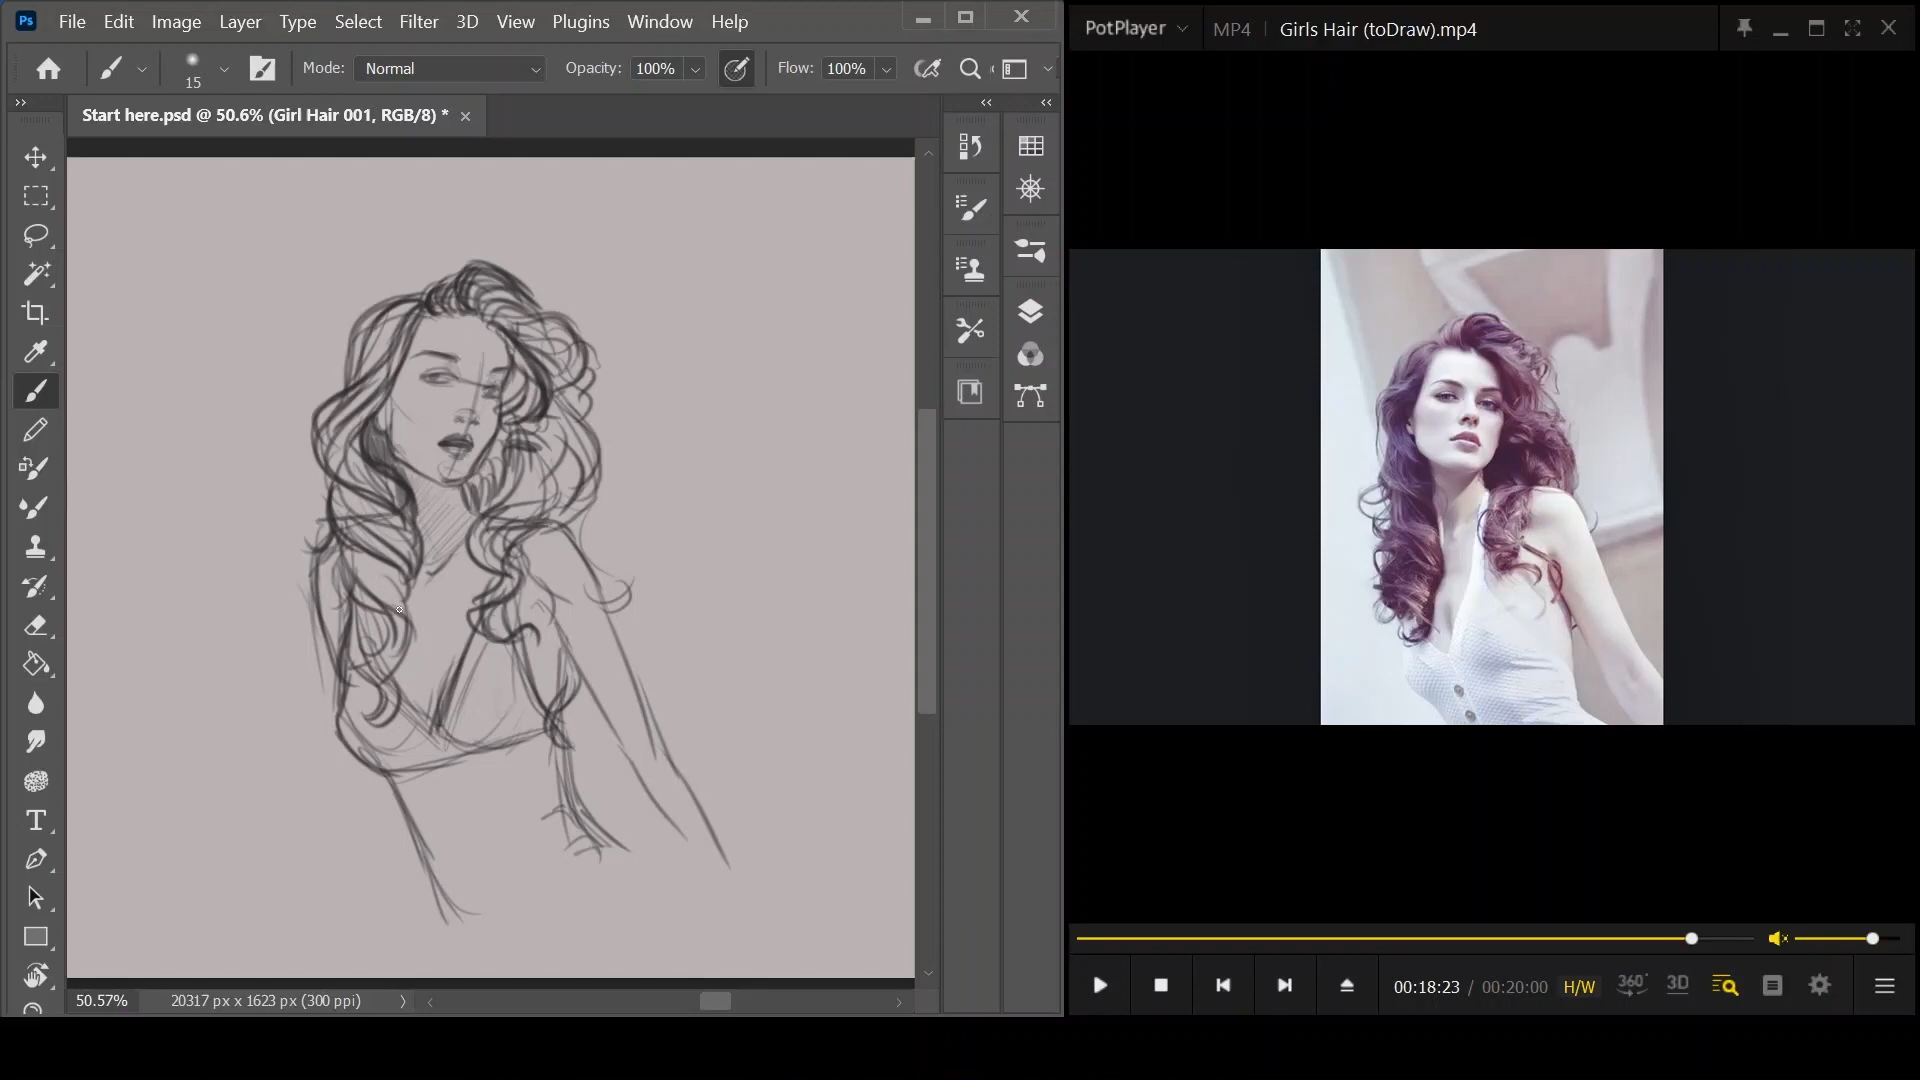 Ps File Edit Image Layer Type Select Filter 3D View Plugins Window Help
15 Mode: Normal Opacity: 100% Flow: 100%
Start here.psd @ 50.6% (Girl Hair 001, RGB/8) *
T
50.57% 20317 px x 1623 px (300 ppi)
PotPlayer MP4 Girls Hair (toDraw).mp4
00:18:23 / 00:20:00 H/W 360° 3D